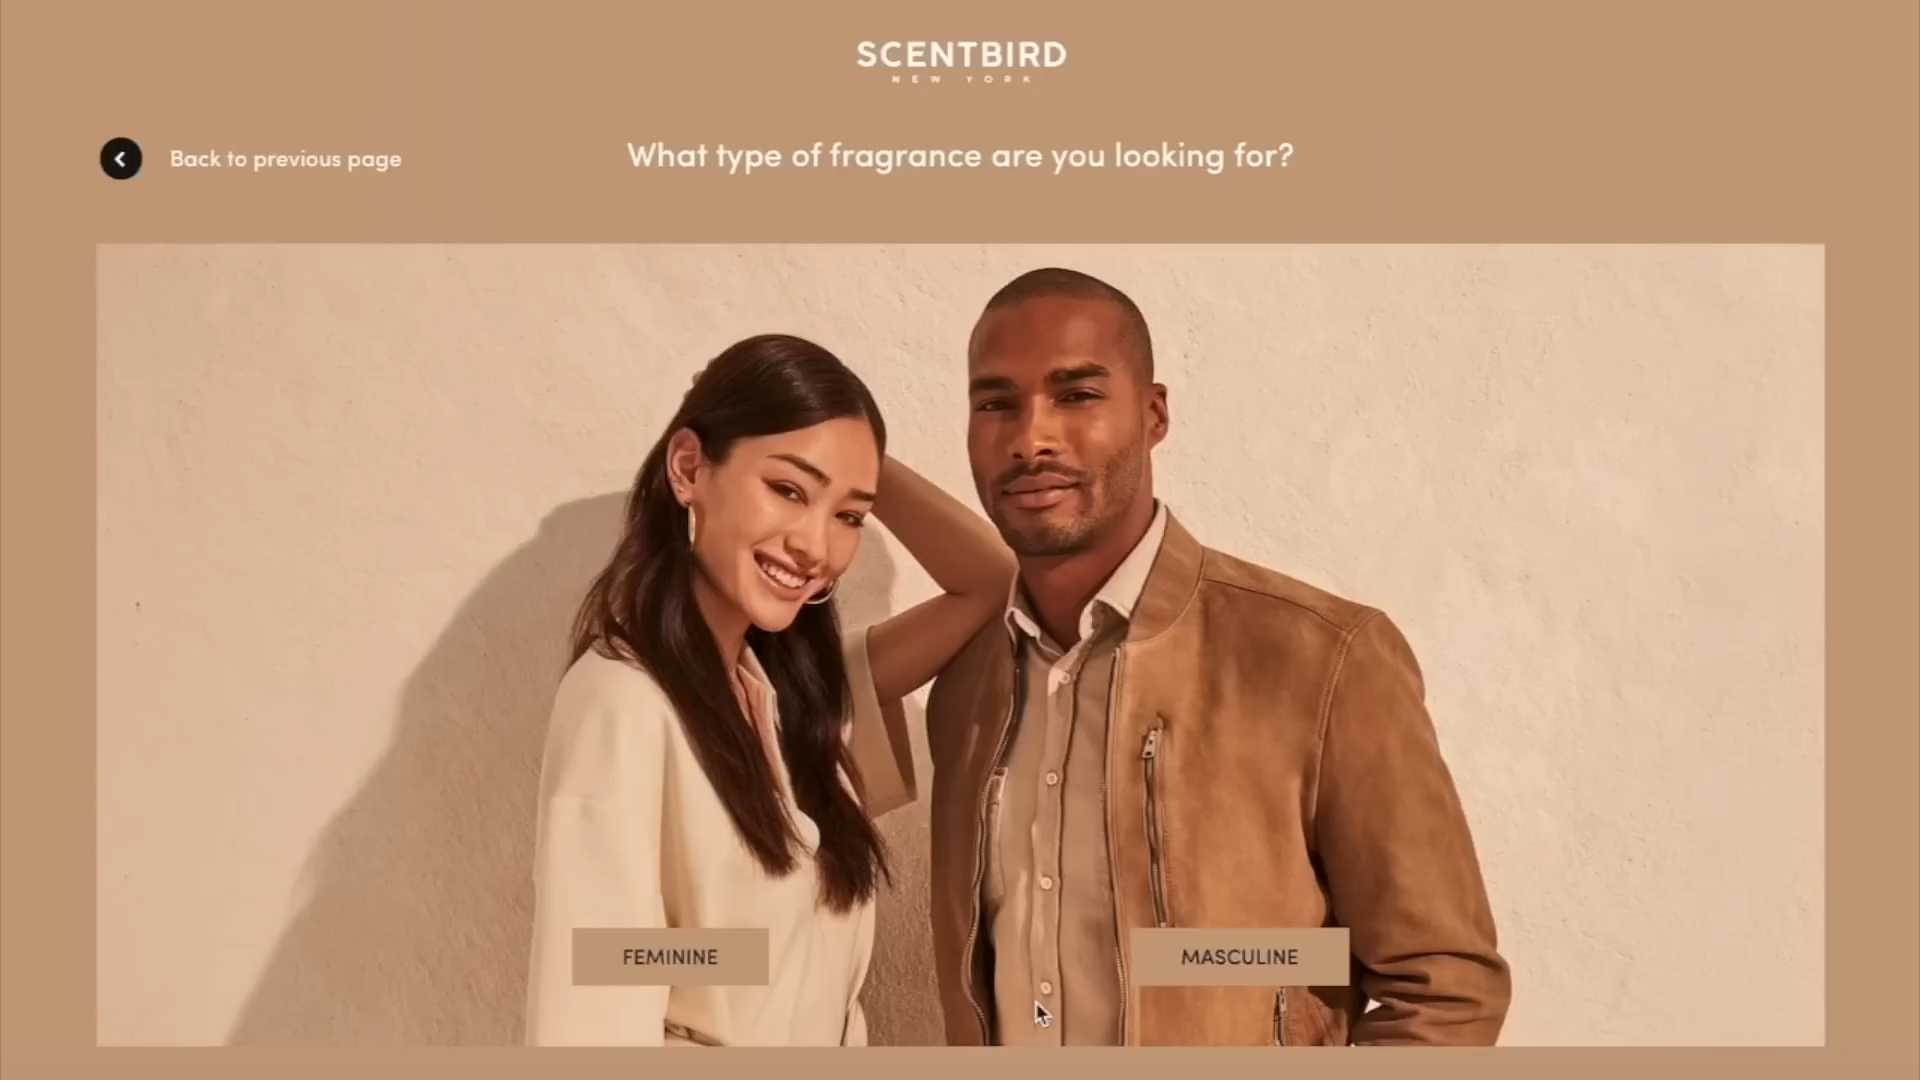 SCENTBIRD
NEW YORK
Back to previous page
What type of fragrance are you looking for?
FEMININE
MASCULINE